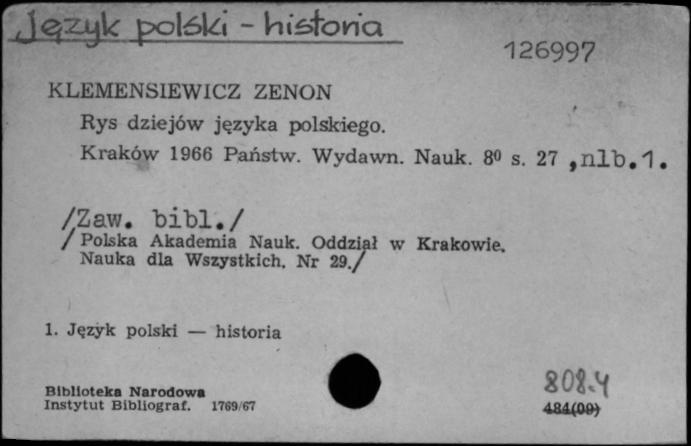 Język polski - historia
126997
KLEMENSIEWICZ ZENON
Rys dziejów języka polskiego.
Kraków 1966 Państw. Wydawn. Nauk. 8⁰ s. 27 ,nlb.1.
/Zaw. bibl./
/Polska Akademia Nauk. Oddział w Krakowie.
Nauka dla Wszystkich, Nr 29./
1. Język polski — historia
808.4
Biblioteka Narodowa
Instytut Bibliograf. 1769/67
484(09)